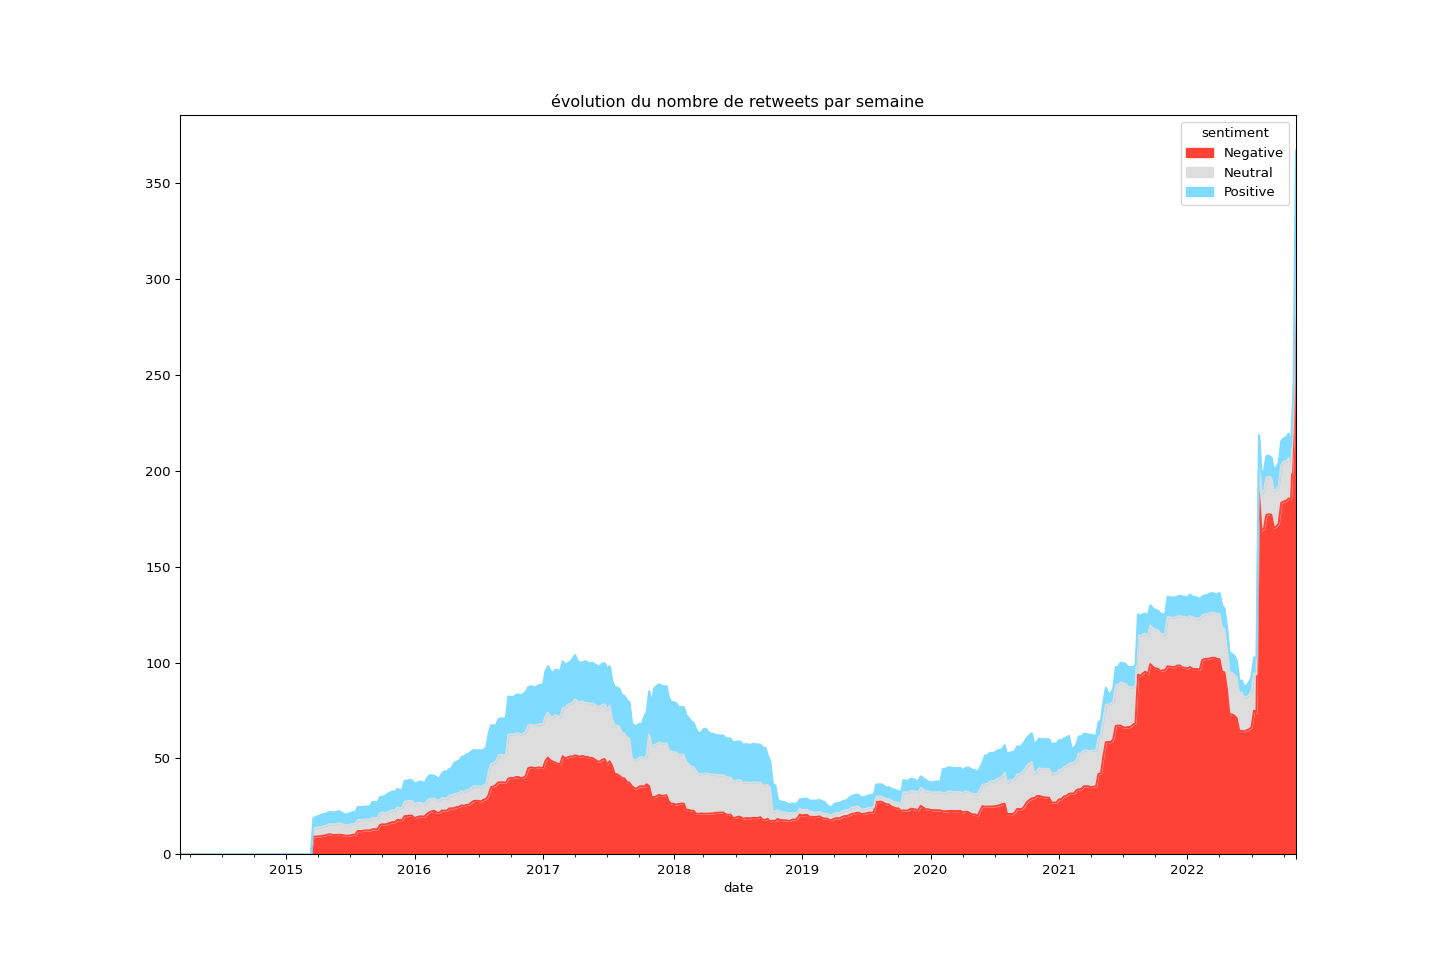 évolution du nombre de retweets par semaine
sentiment
Negative
Neutral
Positive
350
300
250
200
150
100
50
0
2015 2016 2017 2018 2019 2020 2021 2022
date